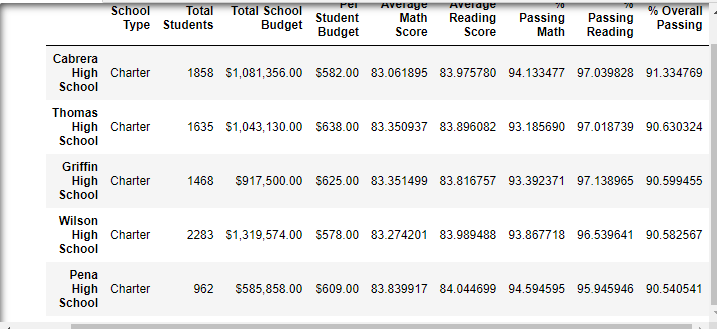 School Type Total Students Total School Budget Per Student Budget Average Math Score Average Reading Score % Passing Math % Passing Reading % Overall Passing
Cabrera High School Charter 1858 $1,081,356.00 $582.00 83.061895 83.975780 94.133477 97.039828 91.334769
Thomas High School Charter 1635 $1,043,130.00 $638.00 83.350937 83.896082 93.185690 97.018739 90.630324
Griffin High School Charter 1468 $917,500.00 $625.00 83.351499 83.816757 93.392371 97.138965 90.599455
Wilson High School Charter 2283 $1,319,574.00 $578.00 83.274201 83.989488 93.867718 96.539641 90.582567
Pena High School Charter 962 $585,858.00 $609.00 83.839917 84.044699 94.594595 95.945946 90.540541